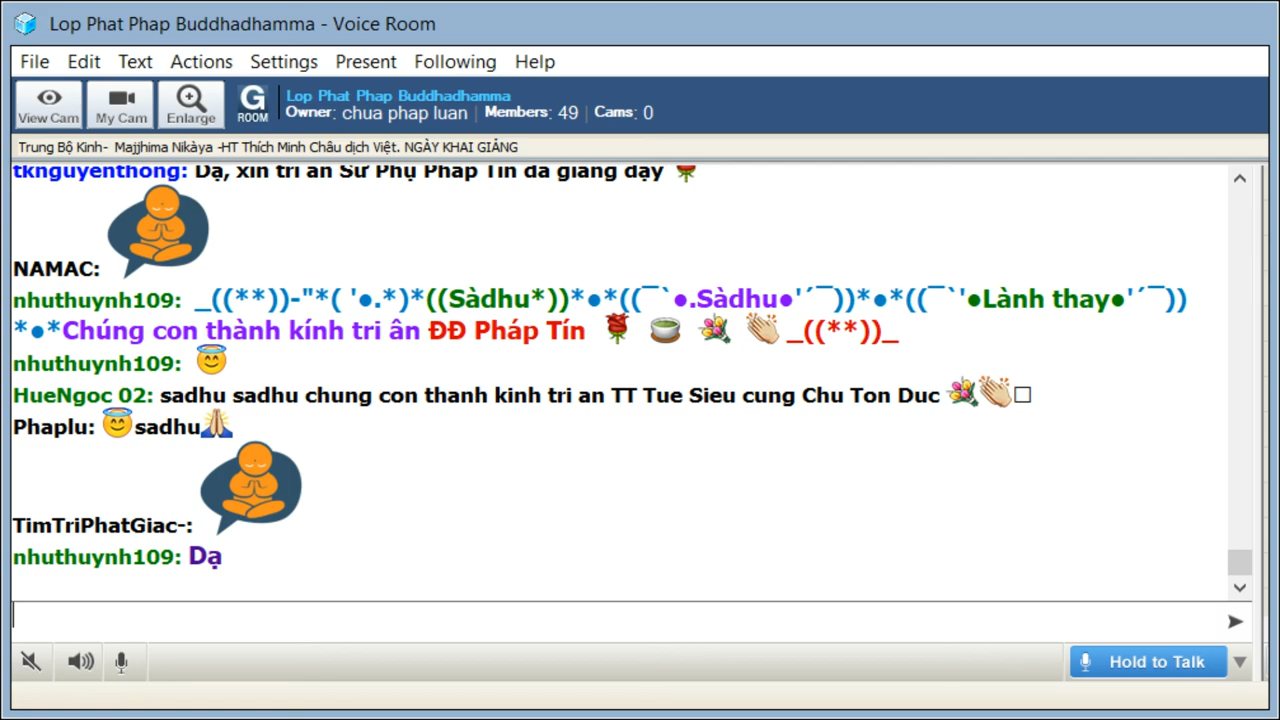 Lop Phat Phap Buddhadhamma - Voice Room
File Edit Text Actions Settings Present Following Help
View Cam My Cam Enlarge G ROOM
Lop Phat Phap Buddhadhamma
Owner: chua phap luan | Members: 49 | Cams: 0
Trung Bộ Kinh- Majjhima Nikàya -HT Thích Minh Châu dịch Việt. NGÀY KHAI GIẢNG
tknguyenthong: Dạ, xin tri ân Sư Phụ Pháp Tín đã giảng dạy 🌹
NAMAC:
nhuthuynh109: _((**))-"*( '●.*)*((Sàdhu*))*●*((¯`●.Sàdhu●'´¯))*●*((¯`'●Lành thay●'´¯))
*●*Chúng con thành kính tri ân ĐĐ Pháp Tín 🌹 🍵 💐 👏 _((**))_
nhuthuynh109: 😇
HueNgoc 02: sadhu sadhu chung con thanh kinh tri an TT Tue Sieu cung Chu Ton Duc 💐👏□
Phaplu: 😇sadhu🙏
TimTriPhatGiac-:
nhuthuynh109: Dạ
Hold to Talk